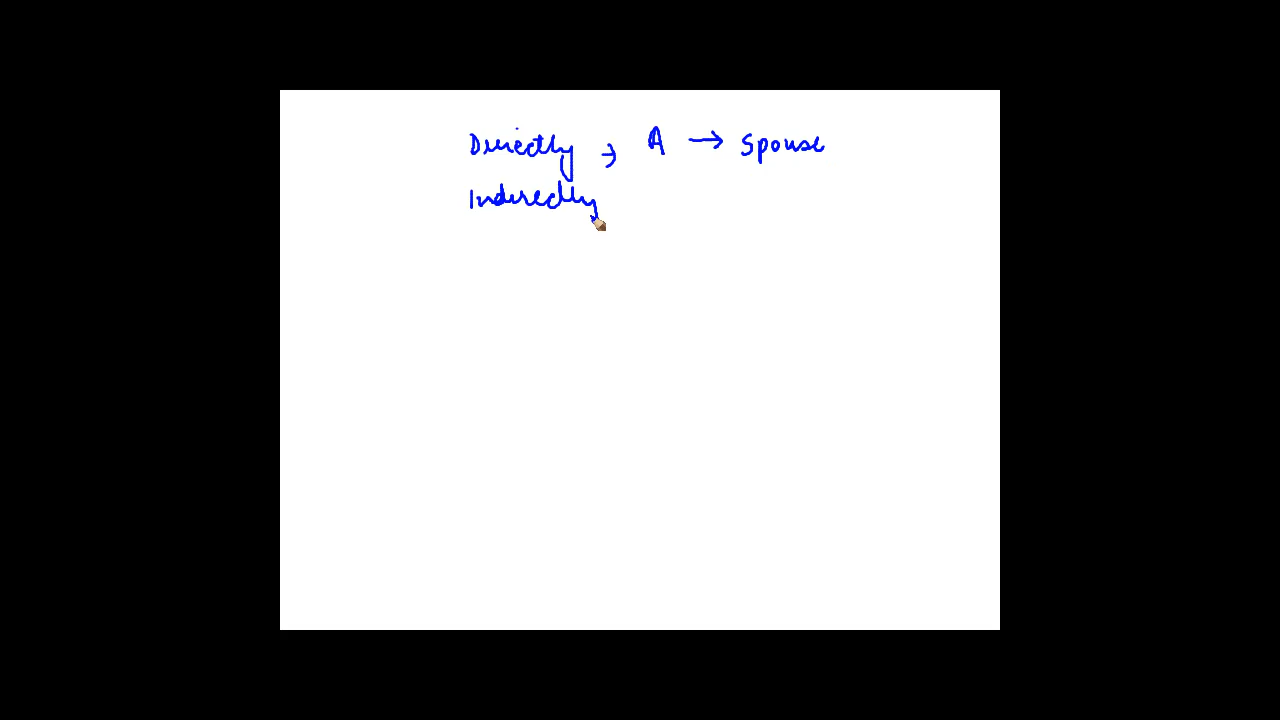 Directly → A → Spouse
Indirectly